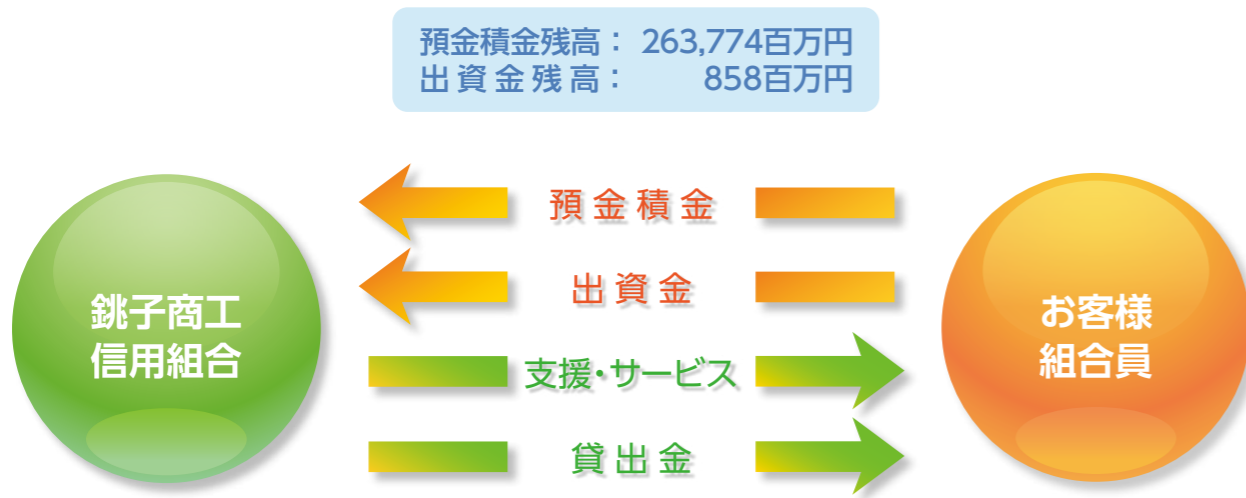 預金積金残高： 263,774百万円
出資金残高： 858百万円
預金積金
出資金
銚子商工
信用組合
お客様
組合員
支援・サービス
貸出金